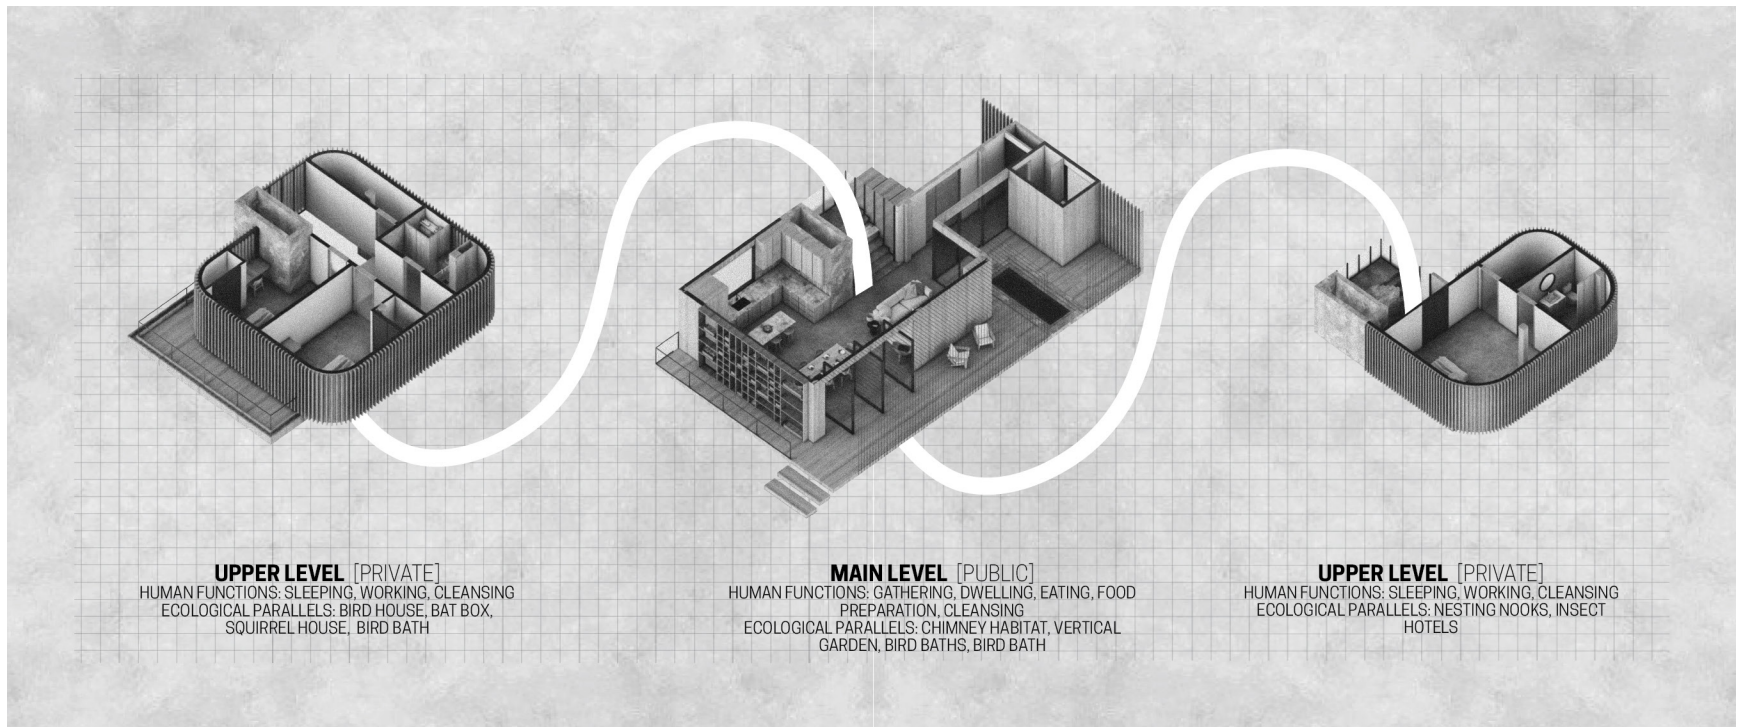 UPPER LEVEL [PRIVATE]
HUMAN FUNCTIONS: SLEEPING, WORKING, CLEANSING
ECOLOGICAL PARALLELS: BIRD HOUSE, BAT BOX,
SQUIRREL HOUSE, BIRD BATH
MAIN LEVEL [PUBLIC]
HUMAN FUNCTIONS: GATHERING, DWELLING, EATING, FOOD
PREPARATION, CLEANSING
ECOLOGICAL PARALLELS: CHIMNEY HABITAT, VERTICAL
GARDEN, BIRD BATHS, BIRD BATH
UPPER LEVEL [PRIVATE]
HUMAN FUNCTIONS: SLEEPING, WORKING, CLEANSING
ECOLOGICAL PARALLELS: NESTING NOOKS, INSECT
HOTELS